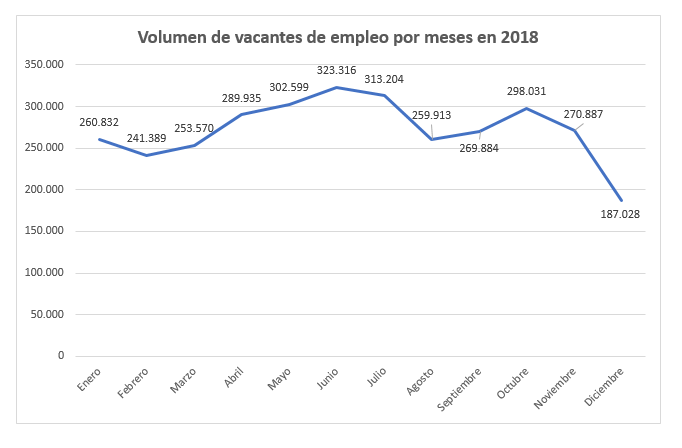 Volumen de vacantes de empleo por meses en 2018
350.000
300.000
250.000
200.000
150.000
100.000
50.000
0
260.832
241.389
253.570
289.935
302.599
323.316
313.204
259.913
269.884
298.031
270.887
187.028
Enero
Febrero
Marzo
Abril
Mayo
Junio
Julio
Agosto
Septiembre
Octubre
Noviembre
Diciembre